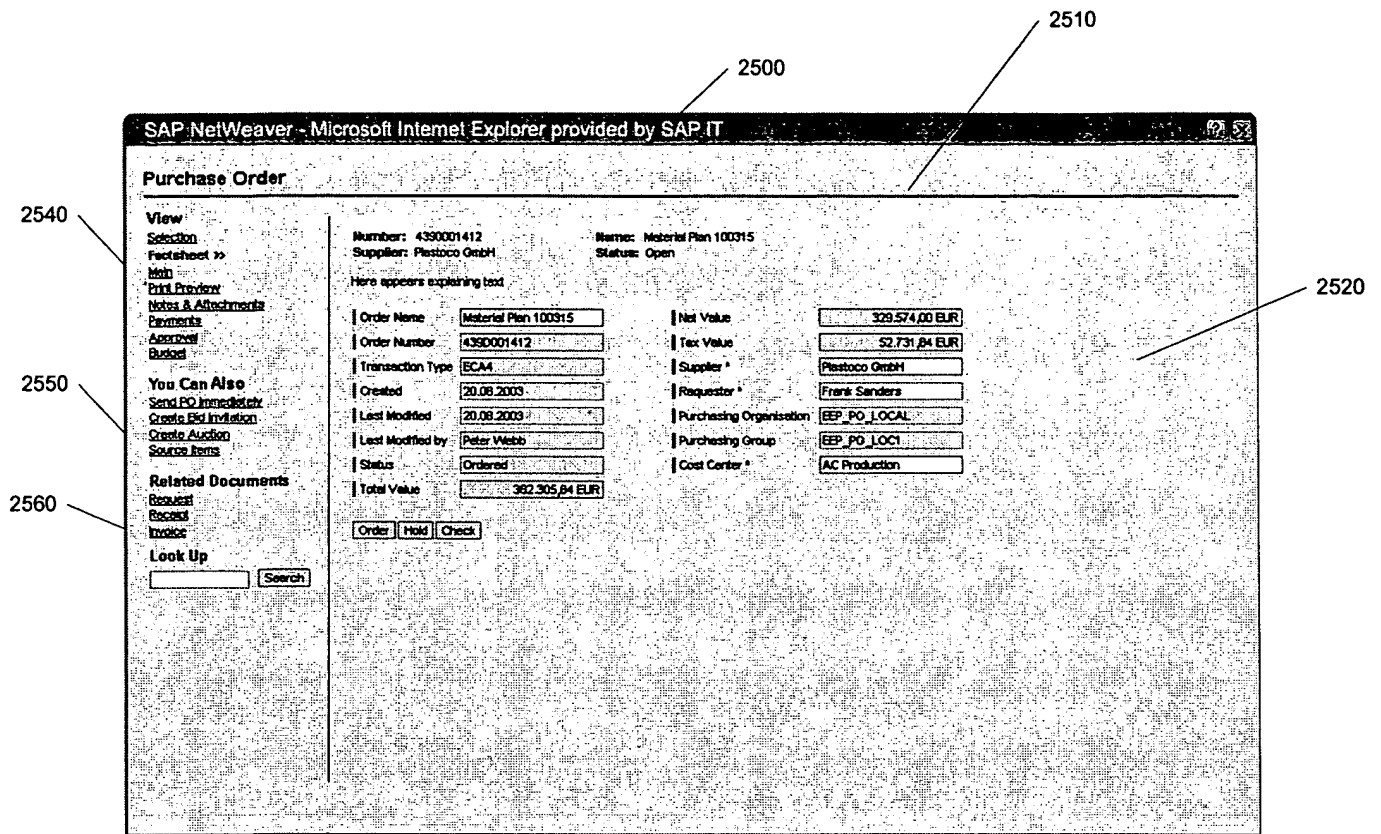 2510
2500
SAP NetWeaver - Microsoft Internet Explorer provided by SAP IT
Purchase Order
2540
View
Selection
Factsheet >>
Main
Print Preview
Notes & Attachments
Payments
Approval
Budget
2550
You Can Also
Send PO Immediately
Create Bid Invitation
Create Auction
Source Items
2560
Related Documents
Request
Receipt
Invoice
Look Up
Search
Number: 4390001412 Name: Material Plan 100315
Supplier: Plastoco GmbH Status: Open
Here appears explaining text
2520
Order Name Material Plan 100315 Net Value 329.574,00 EUR
Order Number 4390001412 Tax Value 52.731,84 EUR
Transaction Type ECA4 Supplier * Plastoco GmbH
Created 20.08.2003 Requester * Frank Sanders
Last Modified 20.08.2003 Purchasing Organisation EEP_PO_LOCAL
Last Modified by Peter Webb Purchasing Group EEP_PO_LOC1
Status Ordered Cost Center * AC Production
Total Value 382.305,84 EUR
Order Hold Check